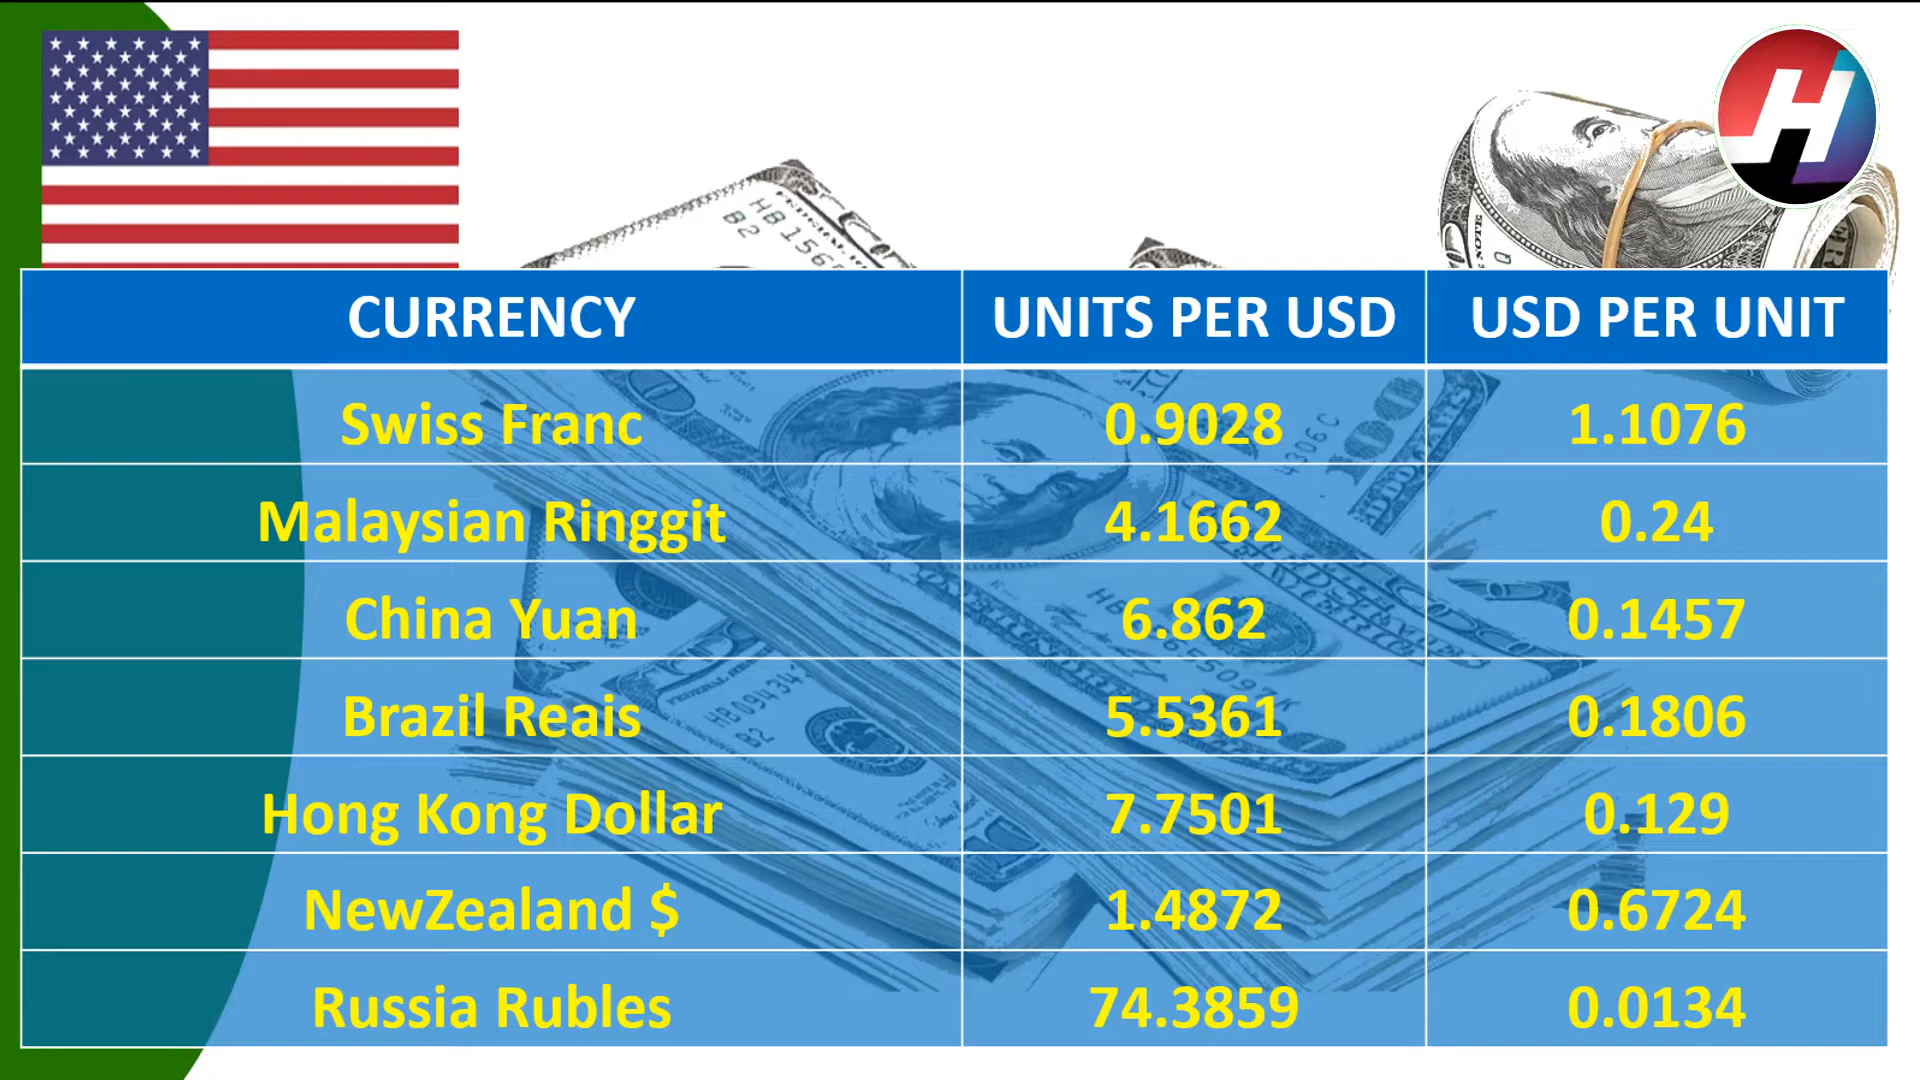 CURRENCY UNITS PER USD USD PER UNIT
Swiss Franc 0.9028 1.1076
Malaysian Ringgit 4.1662 0.24
China Yuan 6.862 0.1457
Brazil Reais 5.5361 0.1806
Hong Kong Dollar 7.7501 0.129
NewZealand $ 1.4872 0.6724
Russia Rubles 74.3859 0.0134